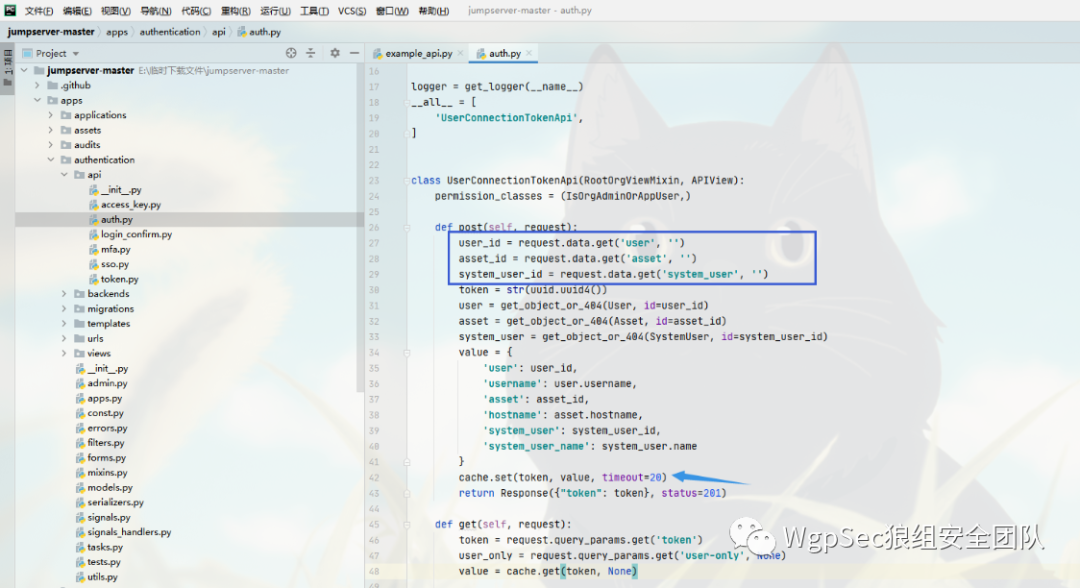 文件(F) 编辑(E) 视图(V) 导航(N) 代码(C) 重构(R) 运行(U) 工具(T) VCS(S) 窗口(W) 帮助(H) jumpserver-master - auth.py
jumpserver-master apps authentication api auth.py
1: 项目
Project
jumpserver-master E:\临时下载文件\jumpserver-master
.github
apps
applications
assets
audits
authentication
api
__init__.py
access_key.py
auth.py
login_confirm.py
mfa.py
sso.py
token.py
backends
migrations
templates
urls
views
__init__.py
admin.py
apps.py
const.py
errors.py
filters.py
forms.py
mixins.py
models.py
serializers.py
signals.py
signals_handlers.py
tasks.py
tests.py
utils.py
example_api.py auth.py
16
17 logger = get_logger(__name__)
18 __all__ = [
19 'UserConnectionTokenApi',
20 ]
21
22
23 class UserConnectionTokenApi(RootOrgViewMixin, APIView):
24 permission_classes = (IsOrgAdminOrAppUser,)
25
26 def post(self, request):
27 user_id = request.data.get('user', '')
28 asset_id = request.data.get('asset', '')
29 system_user_id = request.data.get('system_user', '')
30 token = str(uuid.uuid4())
31 user = get_object_or_404(User, id=user_id)
32 asset = get_object_or_404(Asset, id=asset_id)
33 system_user = get_object_or_404(SystemUser, id=system_user_id)
34 value = {
35 'user': user_id,
36 'username': user.username,
37 'asset': asset_id,
38 'hostname': asset.hostname,
39 'system_user': system_user_id,
40 'system_user_name': system_user.name
41 }
42 cache.set(token, value, timeout=20)
43 return Response({"token": token}, status=201)
44
45 def get(self, request):
46 token = request.query_params.get('token')
47 user_only = request.query_params.get('user-only', None)
48 value = cache.get(token, None)
WgpSec狼组安全团队